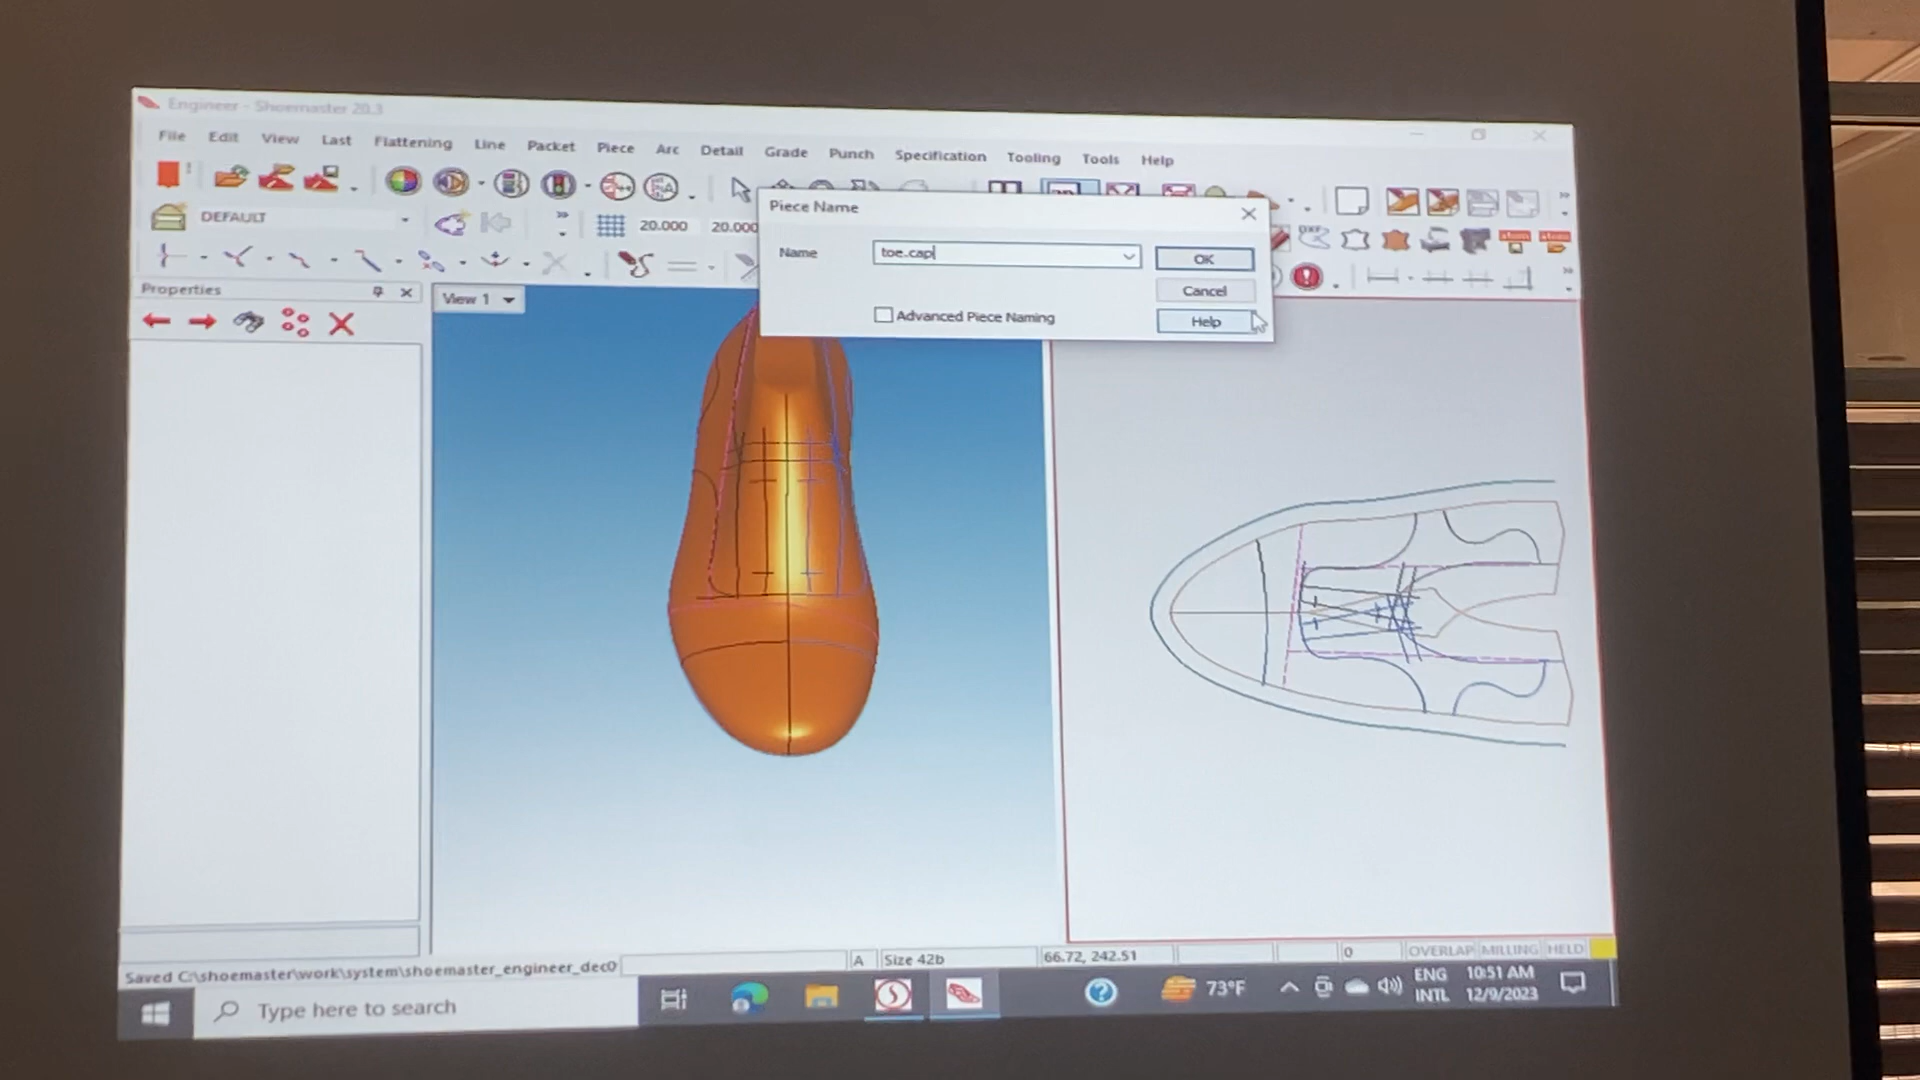 Engineer - Shoemaster 20.3
File Edit View Last Flattening Line Packet Piece Arc Detail Grade Punch Specification Tooling Tools Help
DEFAULT
20.000 20.000
Piece Name
Name
toe.cap
OK
Cancel
Advanced Piece Naming
Help
Properties
View 1
Saved C:\shoemaster\work\system\shoemaster_engineer_dec0
A
Size 42b
66.72, 242.51
0
OVERLAP MILLING HELD
Type here to search
73°F
ENG
INTL
10:51 AM
12/9/2023